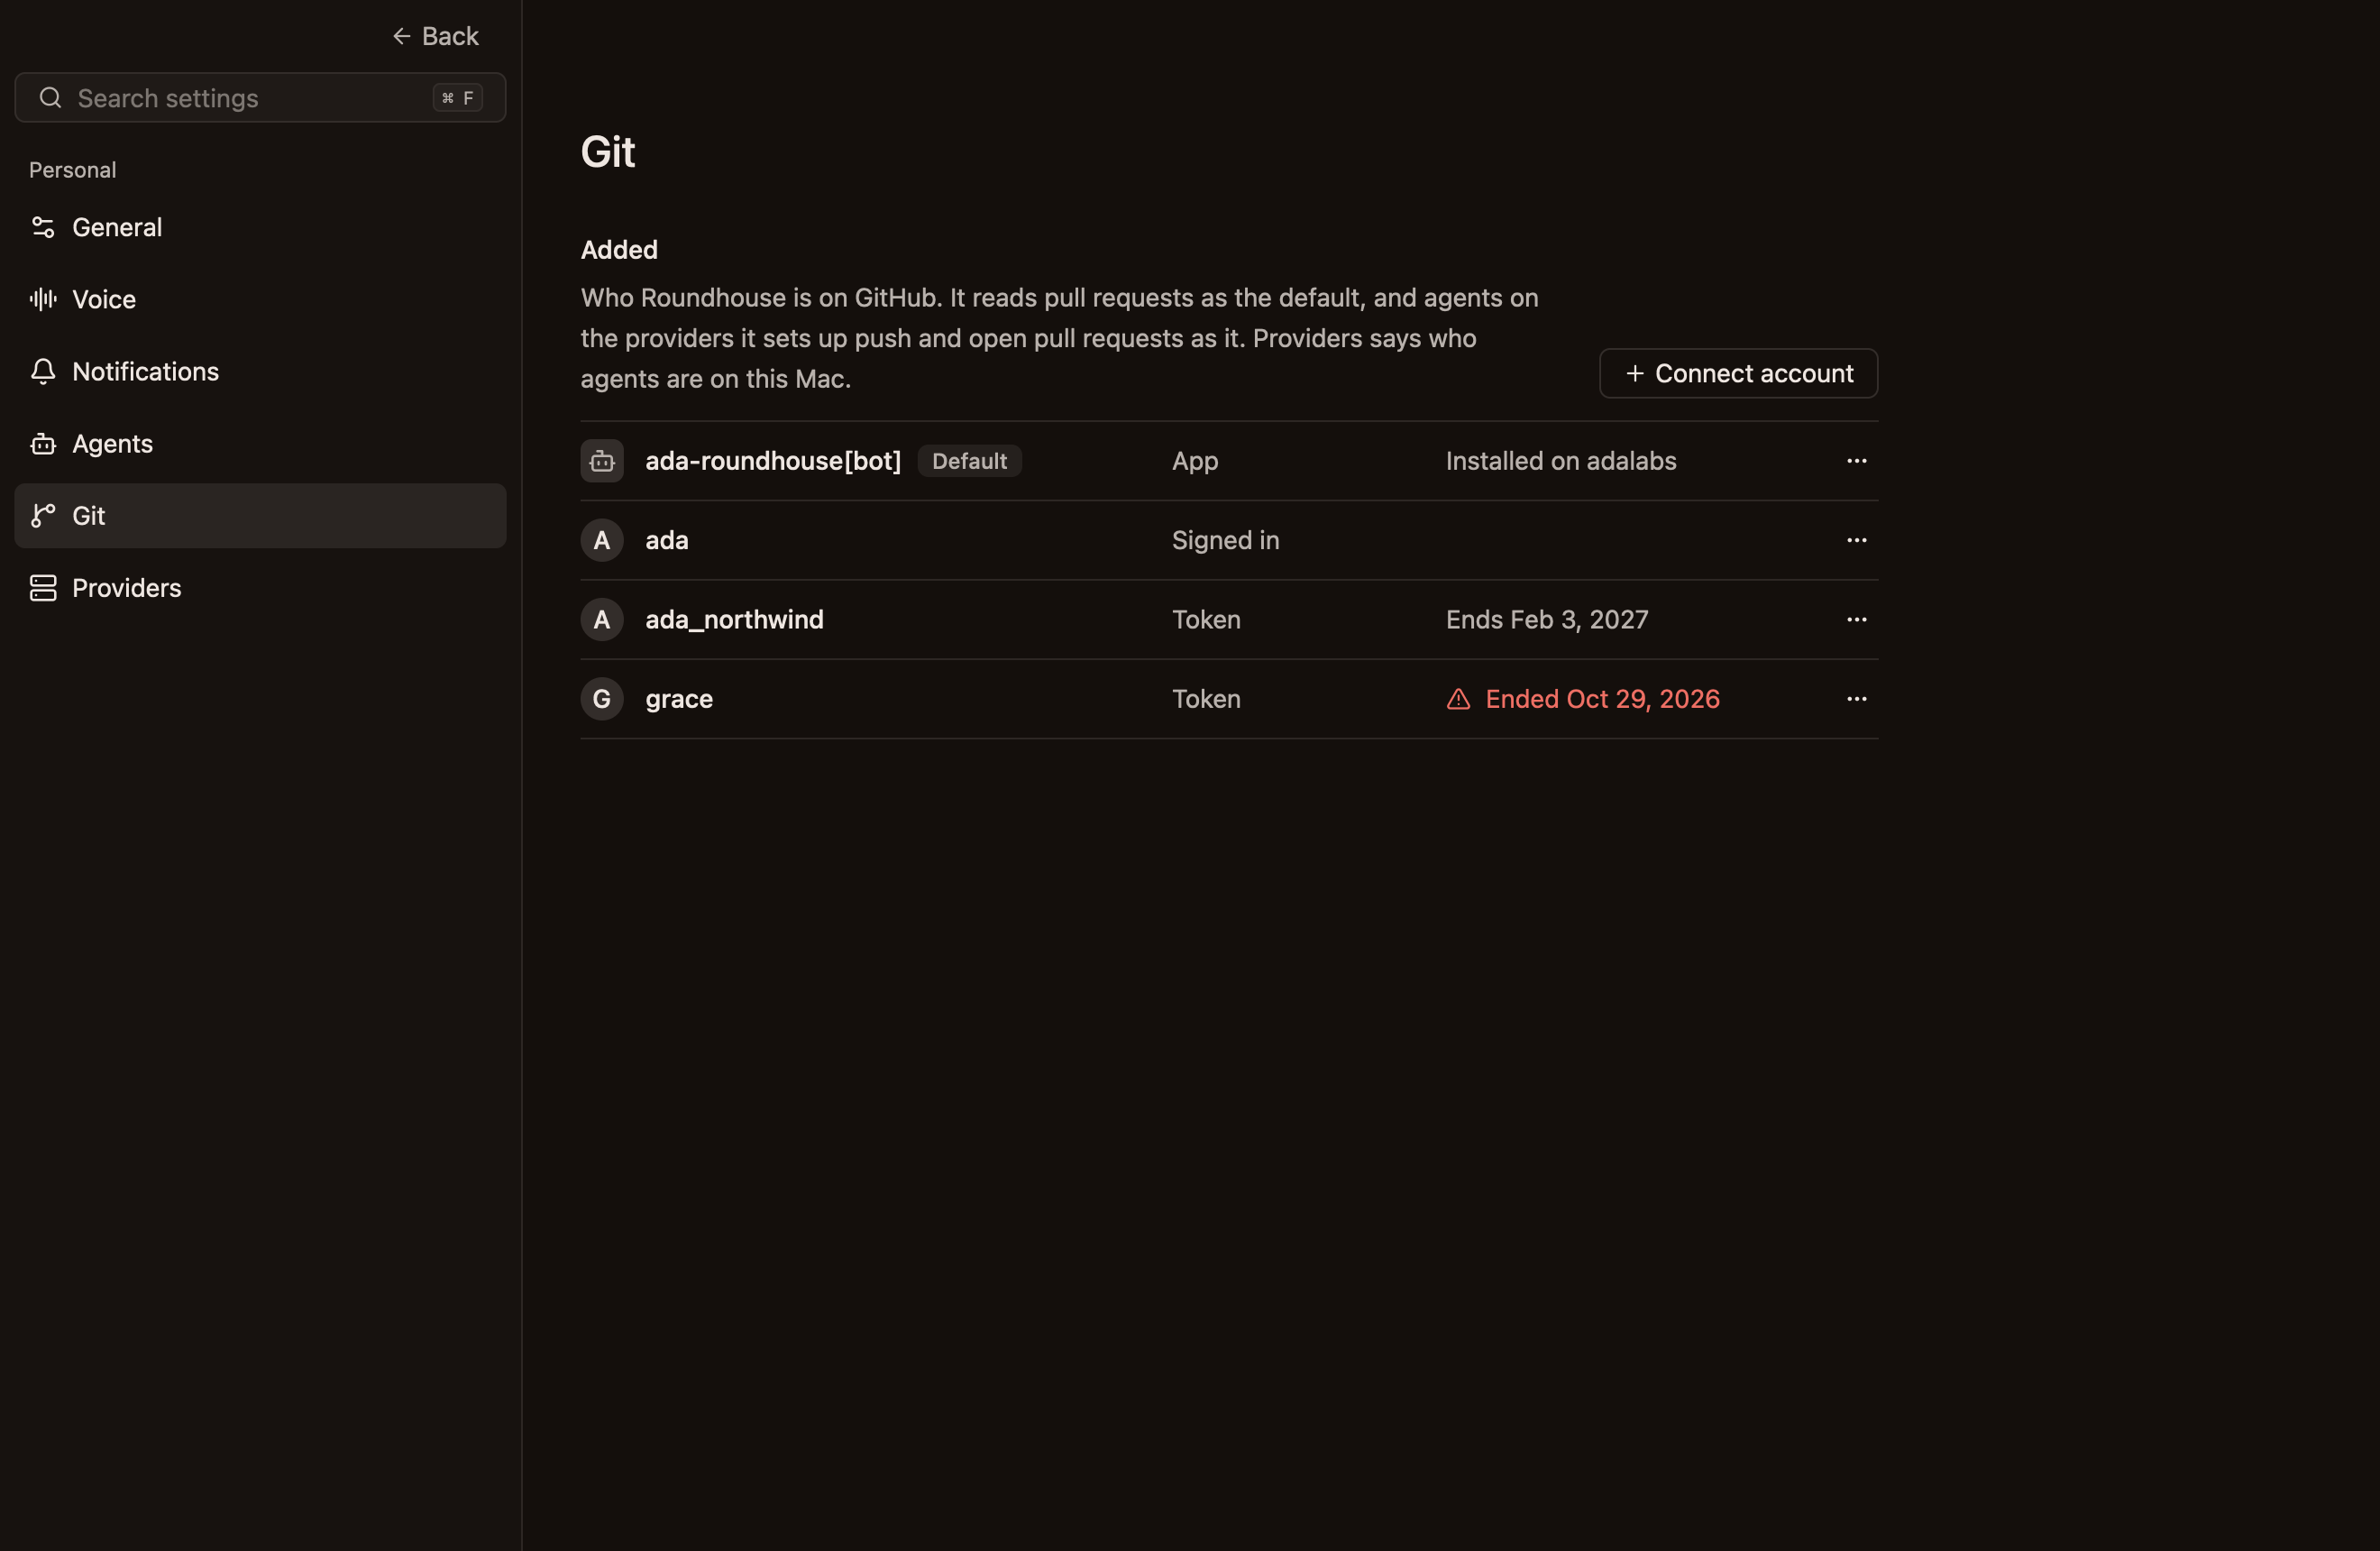 Back
Search settings
⌘ F
Personal
General
Voice
Notifications
Agents
Git
Providers
Git
Added
Who Roundhouse is on GitHub. It reads pull requests as the default, and agents on
the providers it sets up push and open pull requests as it. Providers says who
agents are on this Mac.
+ Connect account
ada-roundhouse[bot] Default App Installed on adalabs
A ada Signed in
A ada_northwind Token Ends Feb 3, 2027
G grace Token Ended Oct 29, 2026